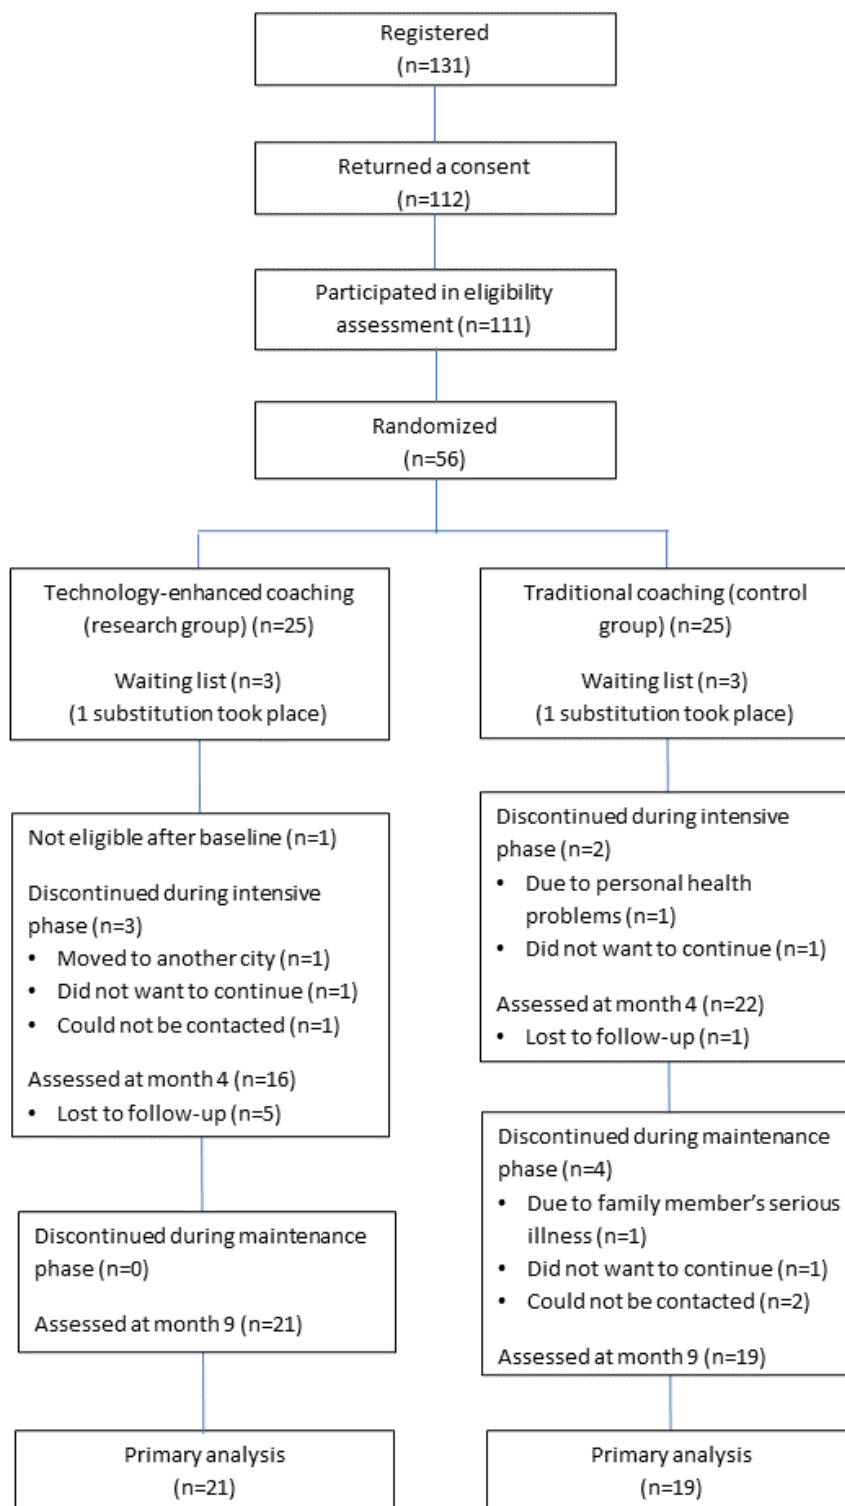 Registered
(n=131)
Returned a consent
(n=112)
Participated in eligibility
assessment (n=111)
Randomized
(n=56)
Technology-enhanced coaching
(research group) (n=25)
Waiting list (n=3)
(1 substitution took place)
Traditional coaching (control
group) (n=25)
Waiting list (n=3)
(1 substitution took place)
Not eligible after baseline (n=1)
Discontinued during intensive
phase (n=3)
• Moved to another city (n=1)
• Did not want to continue (n=1)
• Could not be contacted (n=1)
Assessed at month 4 (n=16)
• Lost to follow-up (n=5)
Discontinued during intensive
phase (n=2)
• Due to personal health
problems (n=1)
• Did not want to continue (n=1)
Assessed at month 4 (n=22)
• Lost to follow-up (n=1)
Discontinued during maintenance
phase (n=0)
Assessed at month 9 (n=21)
Discontinued during maintenance
phase (n=4)
• Due to family member's serious
illness (n=1)
• Did not want to continue (n=1)
• Could not be contacted (n=2)
Assessed at month 9 (n=19)
Primary analysis
(n=21)
Primary analysis
(n=19)